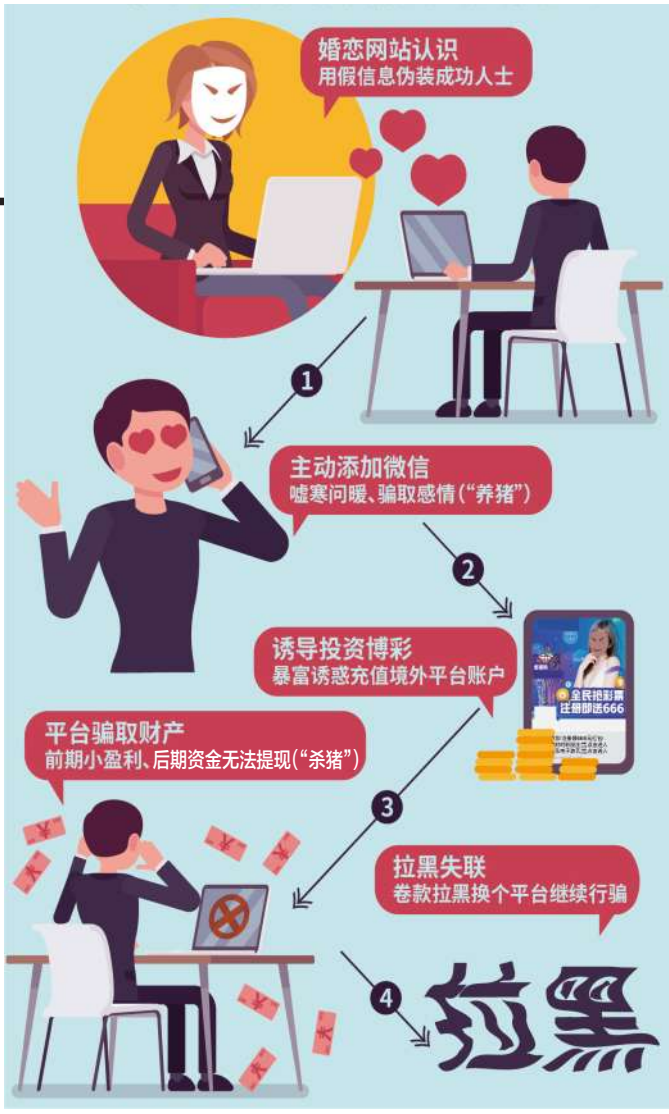 婚恋网站认识
用假信息伪装成功人士
1
主动添加微信
嘘寒问暖、骗取感情(“养猪”)
2
诱导投资博彩
暴富诱惑充值境外平台账户
全民抢彩票
注册即送666
平台骗取财产
前期小盈利、后期资金无法提现(“杀猪”)
3
拉黑失联
卷款拉黑换个平台继续行骗
4
拉黑